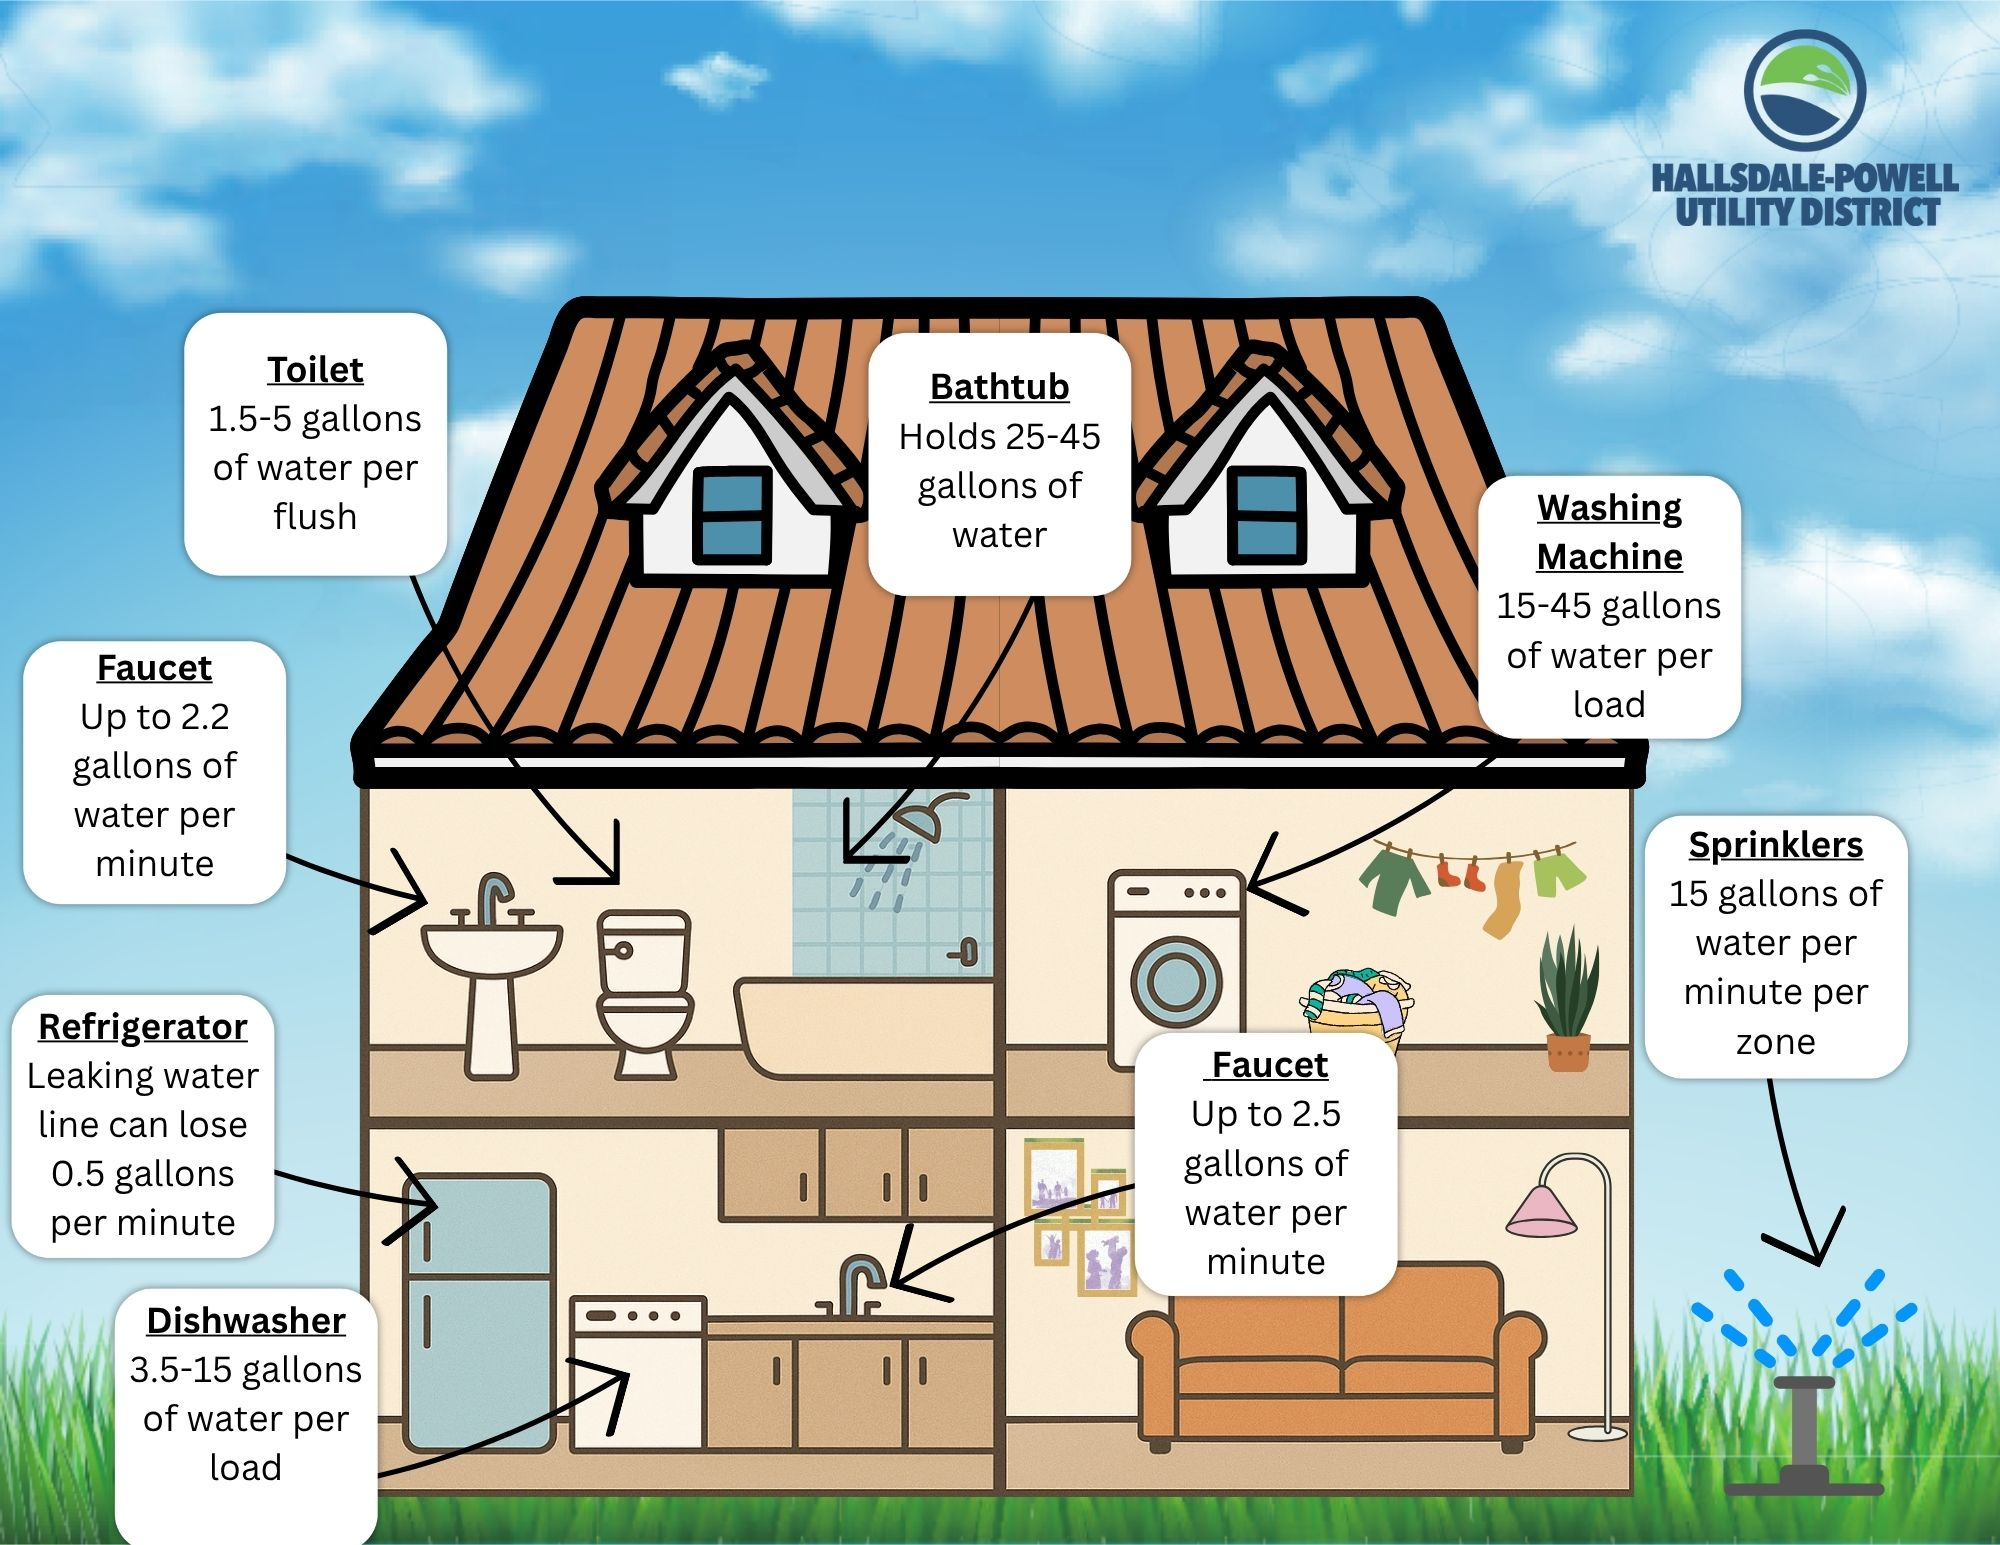 HALLSDALE-POWELL
UTILITY DISTRICT
Toilet
1.5-5 gallons
of water per
flush
Bathtub
Holds 25-45
gallons of
water
Washing
Machine
15-45 gallons
of water per
load
Faucet
Up to 2.2
gallons of
water per
minute
Sprinklers
15 gallons of
water per
minute per
zone
Refrigerator
Leaking water
line can lose
0.5 gallons
per minute
Faucet
Up to 2.5
gallons of
water per
minute
Dishwasher
3.5-15 gallons
of water per
load